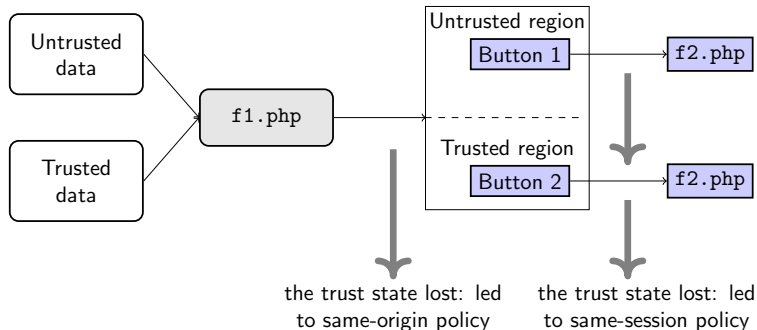 Untrusted
data
Trusted
data
f1.php
Untrusted region
Button 1
Trusted region
Button 2
f2.php
f2.php
the trust state lost: led
to same-origin policy
the trust state lost: led
to same-session policy